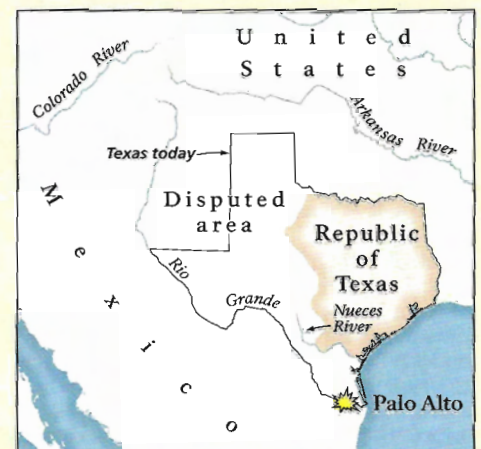 United
States
Colorado River
Arkansas River
Texas today
Disputed
area
Republic
of
Texas
Mexico
Rio
Grande
Nueces
River
Palo Alto